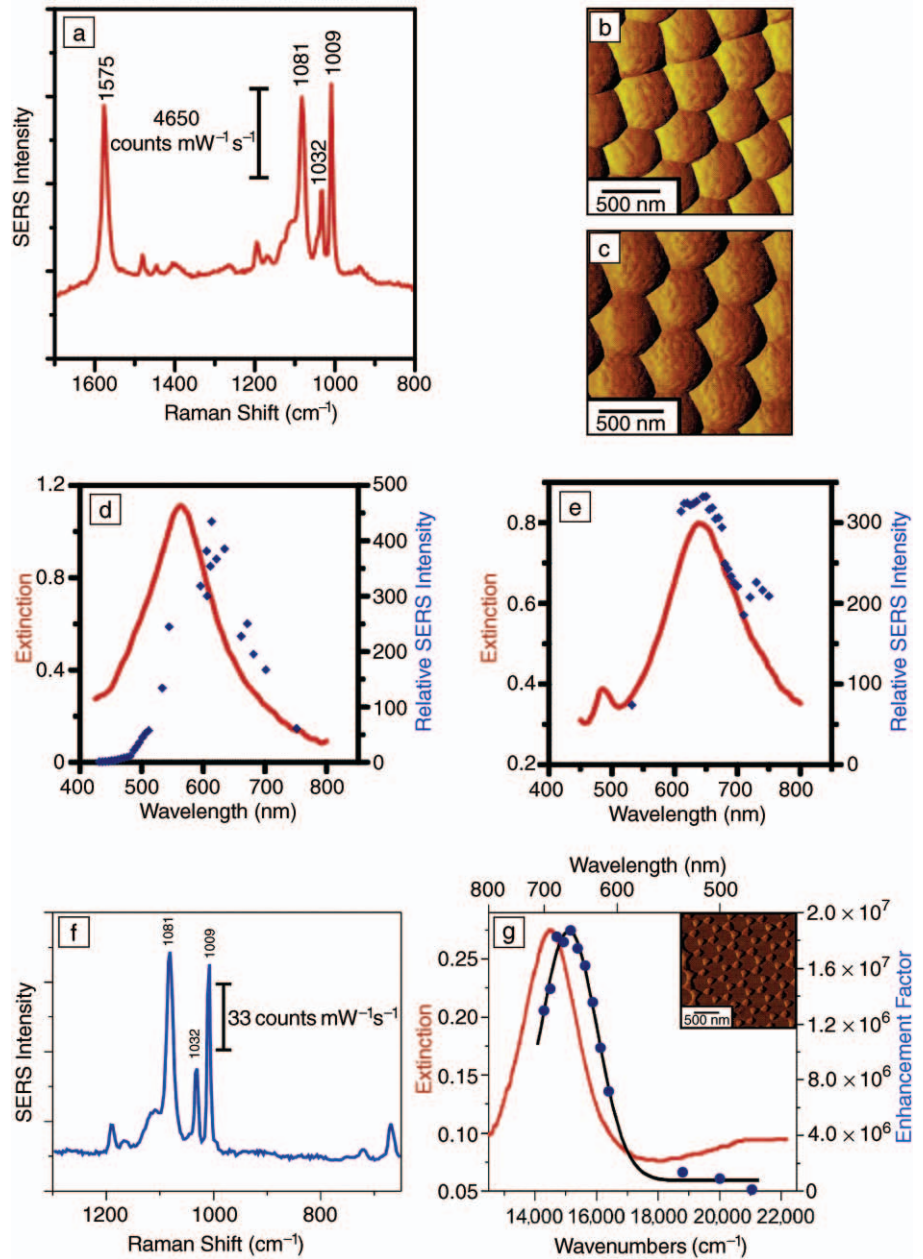 a
1575
4650
counts mW⁻¹ s⁻¹
1081
1032
1009
SERS Intensity
1600 1400 1200 1000 800
Raman Shift (cm⁻¹)
b
500 nm
c
500 nm
d
1.2
0.8
0.4
0
Extinction
500
400
300
200
100
0
Relative SERS Intensity
400 500 600 700 800
Wavelength (nm)
e
0.8
0.6
0.4
0.2
Extinction
300
200
100
0
Relative SERS Intensity
400 500 600 700 800
Wavelength (nm)
f
1081
1032
1009
33 counts mW⁻¹s⁻¹
SERS Intensity
1200 1000 800
Raman Shift (cm⁻¹)
Wavelength (nm)
800 700 600 500
g
0.25
0.20
0.15
0.10
0.05
Extinction
500 nm
2.0 × 10⁷
1.6 × 10⁷
1.2 × 10⁶
8.0 × 10⁶
4.0 × 10⁶
0
Enhancement Factor
14,000 16,000 18,000 20,000 22,000
Wavenumbers (cm⁻¹)